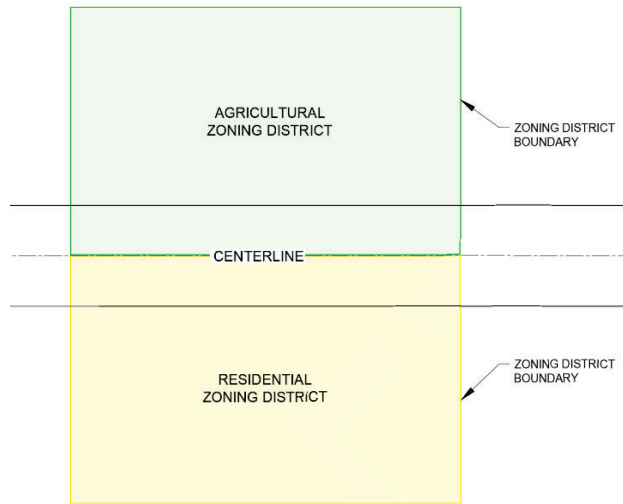 AGRICULTURAL
ZONING DISTRICT
ZONING DISTRICT
BOUNDARY
CENTERLINE
RESIDENTIAL
ZONING DISTRICT
ZONING DISTRICT
BOUNDARY